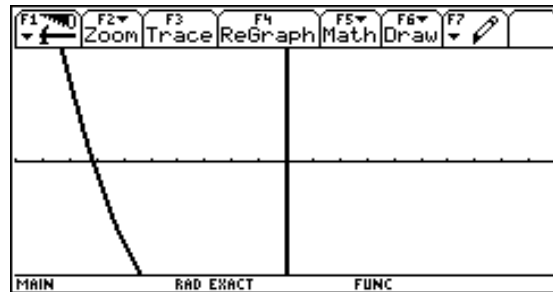 F1 F2 Zoom F3 Trace F4 ReGraph F5 Math F6 Draw F7
MAIN RAD EXACT FUNC